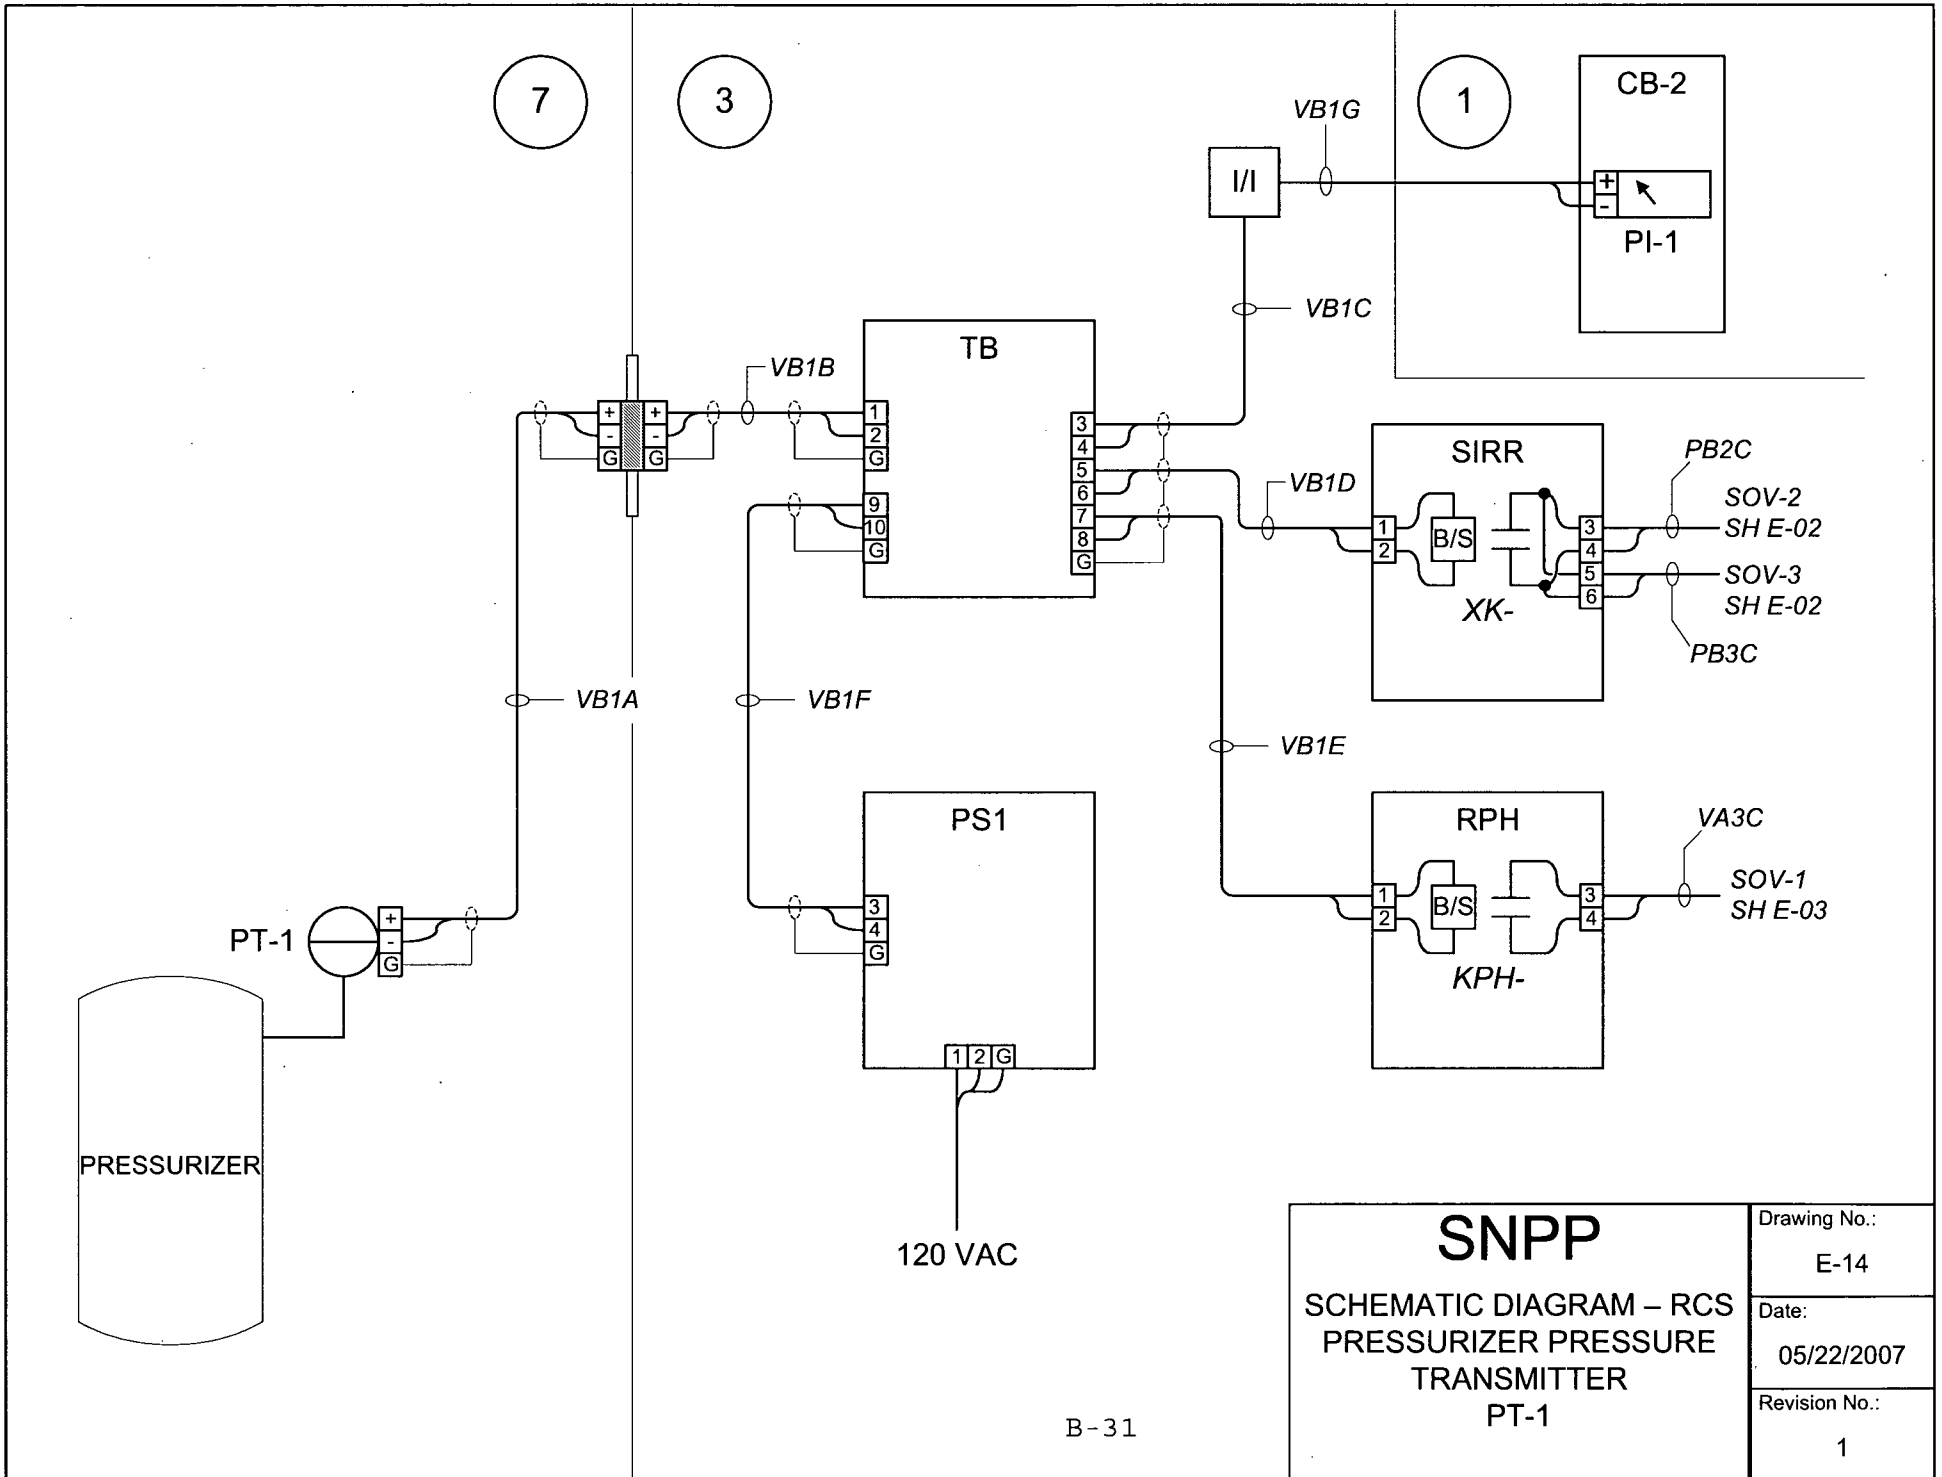 7
3
1
CB-2
VB1G
I/I
+
-
PI-1
VB1C
TB
VB1B
+
-
G
+
-
G
1
2
G
9
10
G
3
4
5
6
7
8
G
VB1D
SIRR
1
2
B/S
XK-
3
4
5
6
PB2C
SOV-2
SH E-02
SOV-3
SH E-02
PB3C
VB1A
VB1F
VB1E
PS1
3
4
G
1 2 G
120 VAC
RPH
1
2
B/S
KPH-
3
4
VA3C
SOV-1
SH E-03
PT-1
+
-
G
PRESSURIZER
SNPP
SCHEMATIC DIAGRAM – RCS
PRESSURIZER PRESSURE
TRANSMITTER
PT-1
Drawing No.:
E-14
Date:
05/22/2007
Revision No.:
1
B-31